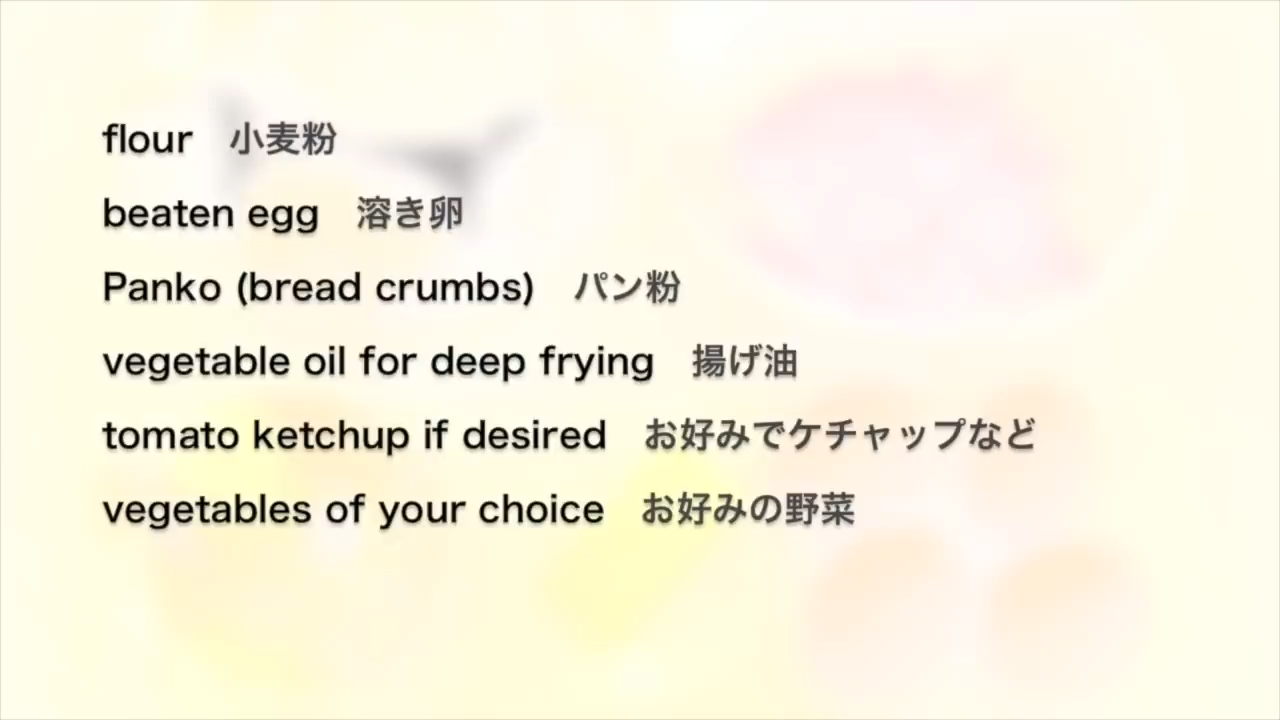 flour 小麦粉
beaten egg 溶き卵
Panko (bread crumbs) パン粉
vegetable oil for deep frying 揚げ油
tomato ketchup if desired お好みでケチャップなど
vegetables of your choice お好みの野菜